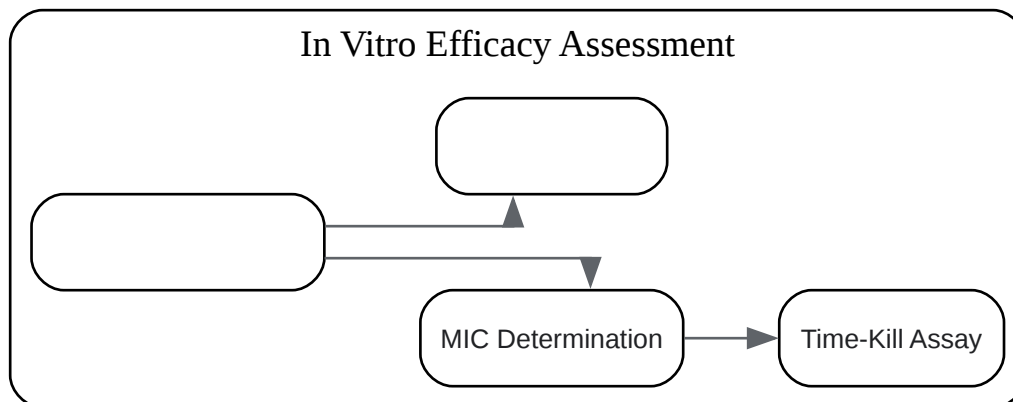 In Vitro Efficacy Assessment
MIC Determination
Time-Kill Assay